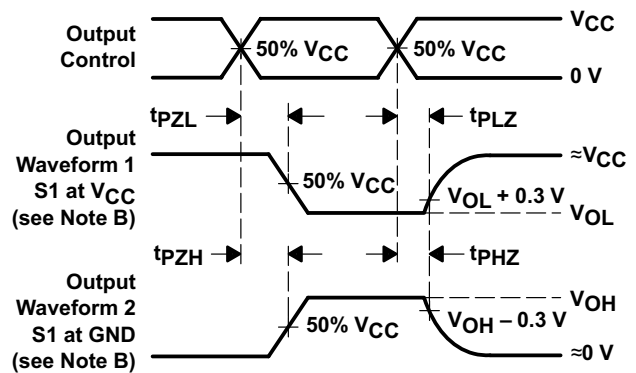 Output
Control
50% VCC
50% VCC
VCC
0 V
tPZL
tPLZ
Output
Waveform 1
S1 at VCC
(see Note B)
50% VCC
≈VCC
VOL + 0.3 V
VOL
tPZH
tPHZ
Output
Waveform 2
S1 at GND
(see Note B)
50% VCC
VOH
VOH – 0.3 V
≈0 V